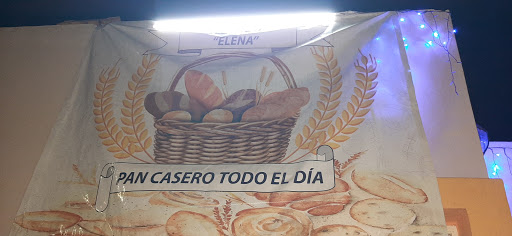 "ELENA"
PAN CASERO TODO EL DÍA